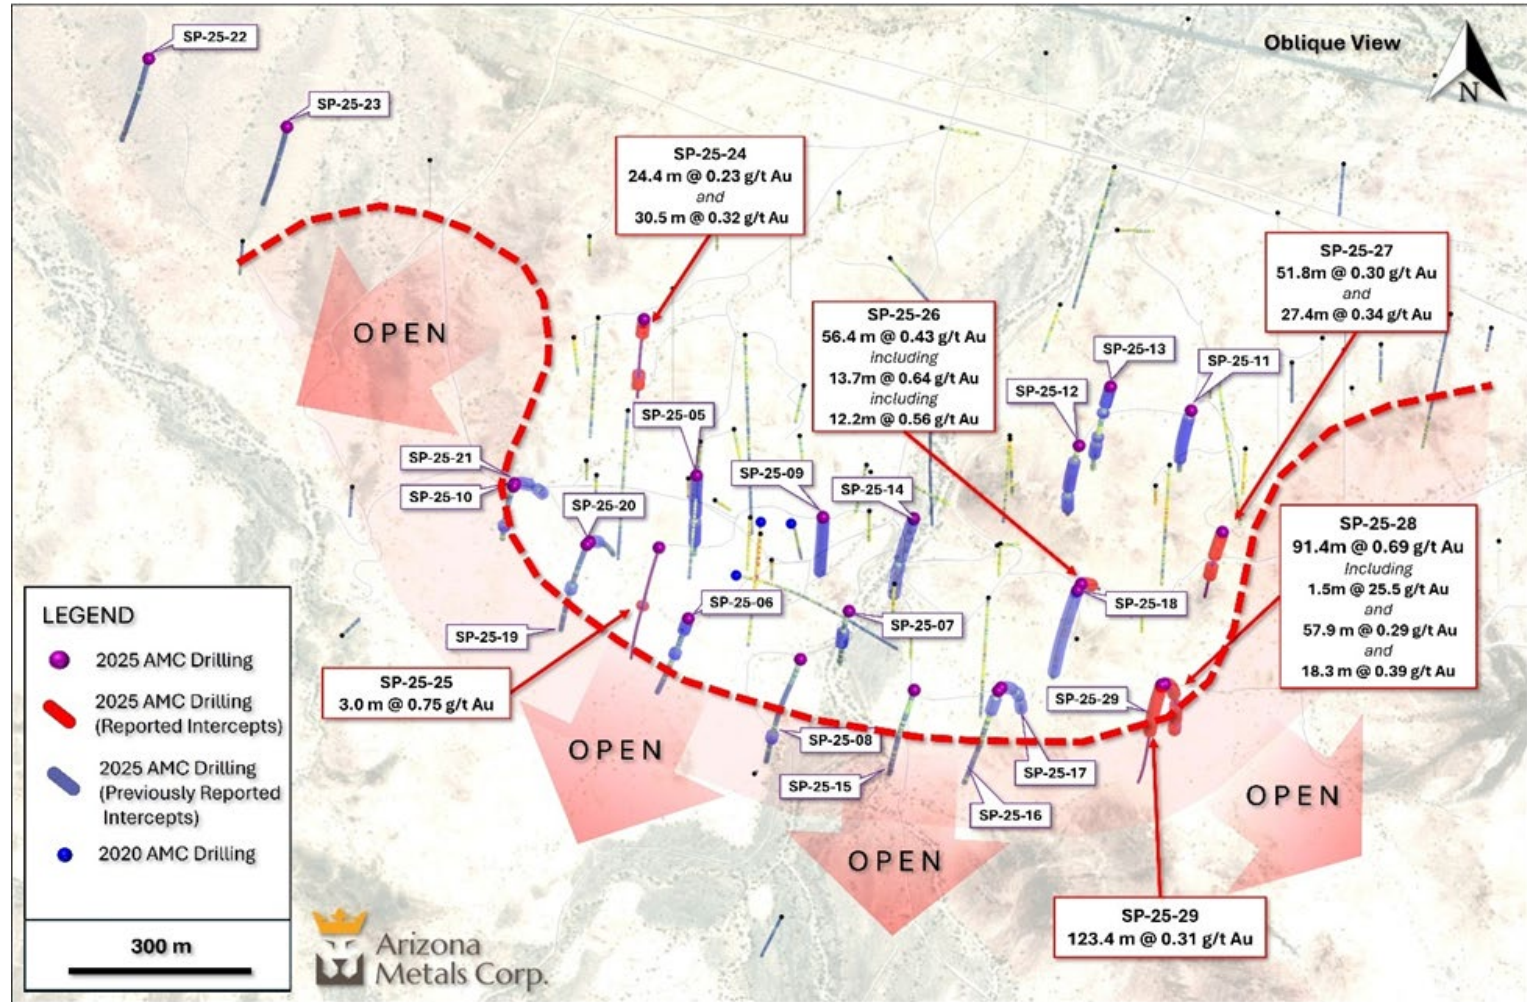 SP-25-22
Oblique View
N
SP-25-23
SP-25-24
24.4 m @ 0.23 g/t Au
and
30.5 m @ 0.32 g/t Au
SP-25-27
51.8m @ 0.30 g/t Au
and
27.4m @ 0.34 g/t Au
OPEN
SP-25-26
56.4 m @ 0.43 g/t Au
including
13.7m @ 0.64 g/t Au
including
12.2m @ 0.56 g/t Au
SP-25-13
SP-25-11
SP-25-12
SP-25-05
SP-25-21
SP-25-10
SP-25-09
SP-25-14
SP-25-20
SP-25-28
91.4m @ 0.69 g/t Au
Including
1.5m @ 25.5 g/t Au
and
57.9 m @ 0.29 g/t Au
and
18.3 m @ 0.39 g/t Au
SP-25-06
SP-25-18
SP-25-07
SP-25-19
SP-25-25
3.0 m @ 0.75 g/t Au
SP-25-29
SP-25-08
SP-25-17
SP-25-15
SP-25-16
OPEN
OPEN
OPEN
SP-25-29
123.4 m @ 0.31 g/t Au
LEGEND
2025 AMC Drilling
2025 AMC Drilling
(Reported Intercepts)
2025 AMC Drilling
(Previously Reported
Intercepts)
2020 AMC Drilling
300 m
Arizona
Metals Corp.